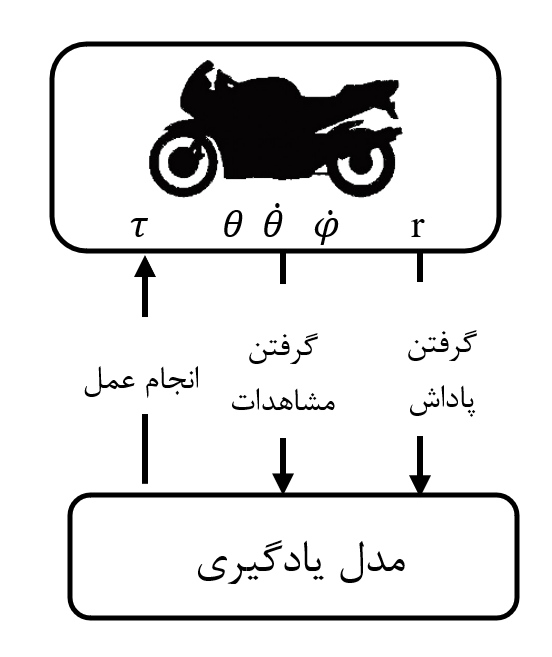 τ θ θ̇ φ̇ r
گرفتن
پاداش
گرفتن
مشاهدات
انجام عمل
مدل یادگیری